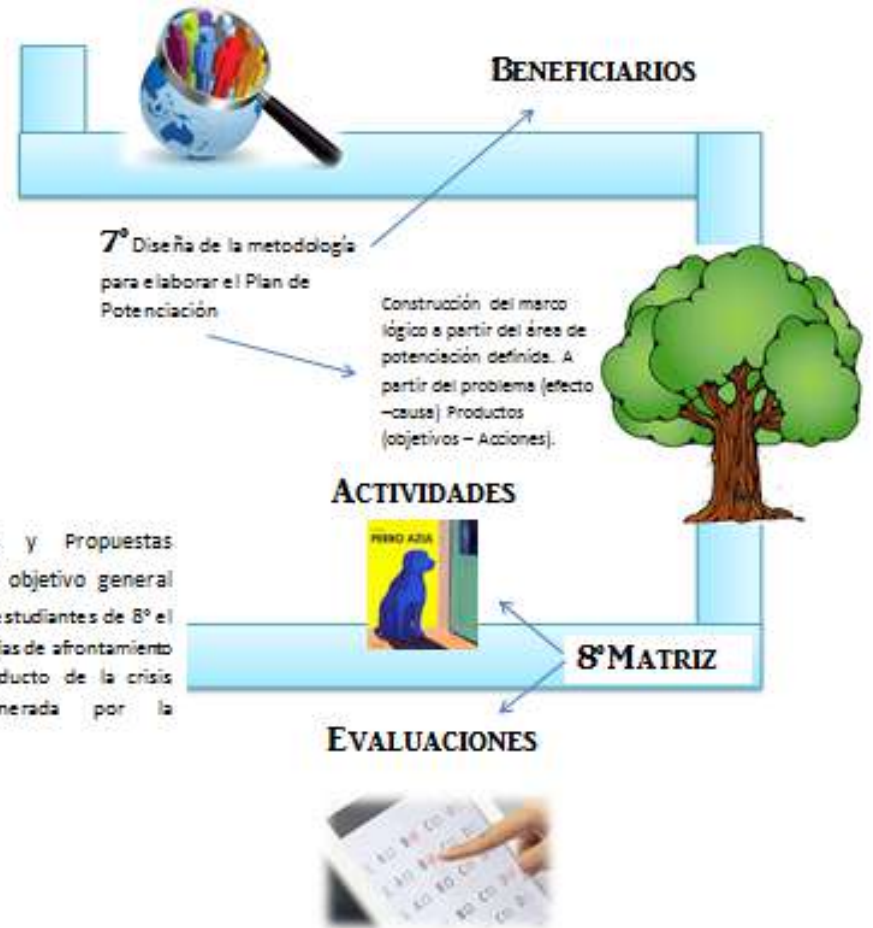 BENEFICIARIOS
7° Diseña de la metodología
para elaborar el Plan de
Potenciación
Construcción del marco
lógico a partir del área de
potenciación definida. A
partir del problema (efecto
–causa) Productos
(objetivos – Acciones).
ACTIVIDADES
PERRO AZUL
y Propuestas
objetivo general
estudiantes de 8° el
ias de afrontamiento
ducto de la crisis
nerada por la
8° MATRIZ
EVALUACIONES